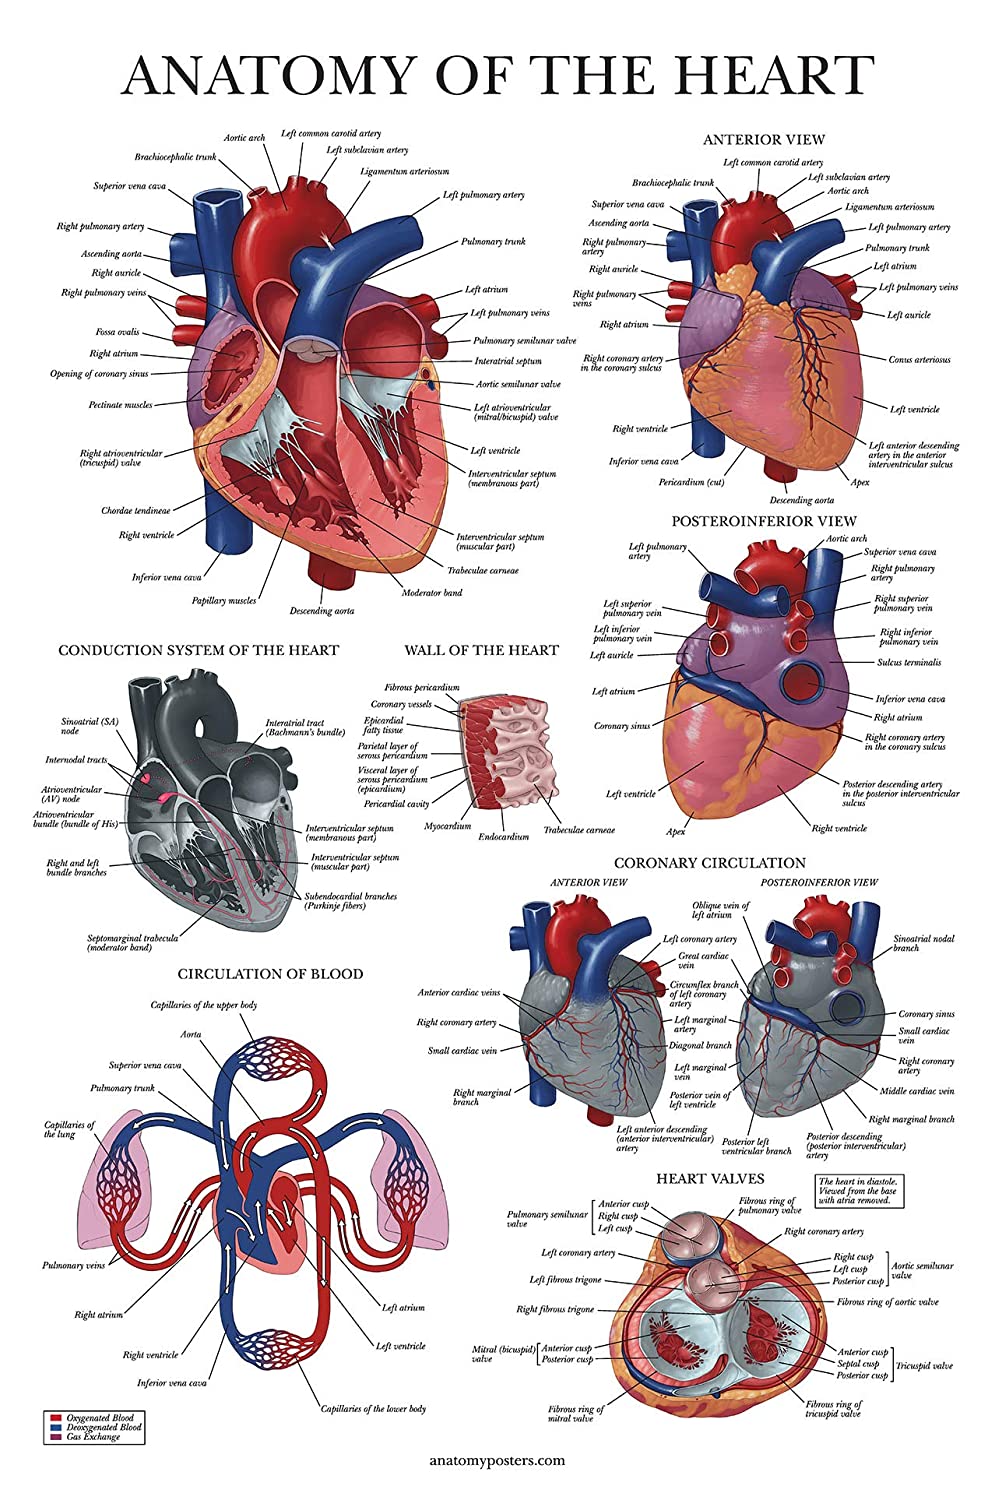 ANATOMY OF THE HEART
Aortic arch
Left common carotid artery
Left subclavian artery
Brachiocephalic trunk
Ligamentum arteriosum
Superior vena cava
Left pulmonary artery
Right pulmonary artery
Pulmonary trunk
Ascending aorta
Right auricle
Left atrium
Right pulmonary veins
Left pulmonary veins
Fossa ovalis
Pulmonary semilunar valve
Right atrium
Interatrial septum
Opening of coronary sinus
Aortic semilunar valve
Pectinate muscles
Left atrioventricular
(mitral/bicuspid) valve
Right atrioventricular
(tricuspid) valve
Left ventricle
Interventricular septum
(membranous part)
Chordae tendineae
Right ventricle
Interventricular septum
(muscular part)
Inferior vena cava
Trabeculae carneae
Papillary muscles
Moderator band
Descending aorta
ANTERIOR VIEW
Left common carotid artery
Brachiocephalic trunk
Left subclavian artery
Aortic arch
Superior vena cava
Ligamentum arteriosum
Ascending aorta
Left pulmonary artery
Right pulmonary
artery
Pulmonary trunk
Right auricle
Left atrium
Right pulmonary
veins
Left pulmonary veins
Right atrium
Left auricle
Right coronary artery
in the coronary sulcus
Conus arteriosus
Left ventricle
Right ventricle
Left anterior descending
artery in the anterior
interventricular sulcus
Inferior vena cava
Pericardium (cut)
Apex
Descending aorta
POSTEROINFERIOR VIEW
Left pulmonary
artery
Aortic arch
Superior vena cava
Right pulmonary
artery
Left superior
pulmonary vein
Right superior
pulmonary vein
Left inferior
pulmonary vein
Right inferior
pulmonary vein
Left auricle
Sulcus terminalis
Left atrium
Inferior vena cava
Coronary sinus
Right atrium
Right coronary artery
in the coronary sulcus
Left ventricle
Posterior descending artery
in the posterior interventricular
sulcus
Apex
Right ventricle
CONDUCTION SYSTEM OF THE HEART
Sinoatrial (SA)
node
Interatrial tract
(Bachmann's bundle)
Internodal tracts
Atrioventricular
(AV) node
Atrioventricular
bundle (bundle of His)
Interventricular septum
(membranous part)
Right and left
bundle branches
Interventricular septum
(muscular part)
Subendocardial branches
(Purkinje fibers)
Septomarginal trabecula
(moderator band)
WALL OF THE HEART
Fibrous pericardium
Coronary vessels
Epicardial
fatty tissue
Parietal layer of
serous pericardium
Visceral layer of
serous pericardium
(epicardium)
Pericardial cavity
Myocardium
Endocardium
Trabeculae carneae
CORONARY CIRCULATION
ANTERIOR VIEW
POSTEROINFERIOR VIEW
Oblique vein of
left atrium
Left coronary artery
Sinoatrial nodal
branch
Great cardiac
vein
Anterior cardiac veins
Circumflex branch
of left coronary
artery
Right coronary artery
Left marginal
artery
Coronary sinus
Small cardiac vein
Diagonal branch
Small cardiac
vein
Left marginal
vein
Right coronary
artery
Right marginal
branch
Posterior vein of
left ventricle
Middle cardiac vein
Right marginal branch
Left anterior descending
(anterior interventricular)
artery
Posterior left
ventricular branch
Posterior descending
(posterior interventricular)
artery
CIRCULATION OF BLOOD
Capillaries of the upper body
Aorta
Superior vena cava
Pulmonary trunk
Capillaries of
the lung
Pulmonary veins
Right atrium
Left atrium
Right ventricle
Left ventricle
Inferior vena cava
Capillaries of the lower body
Oxygenated Blood
Deoxygenated Blood
Gas Exchange
HEART VALVES
The heart in diastole.
Viewed from the base
with atria removed.
Pulmonary semilunar
valve
Anterior cusp
Right cusp
Left cusp
Fibrous ring of
pulmonary valve
Right coronary artery
Left coronary artery
Right cusp
Left cusp
Posterior cusp
Aortic semilunar
valve
Left fibrous trigone
Fibrous ring of aortic valve
Right fibrous trigone
Mitral (bicuspid)
valve
Anterior cusp
Posterior cusp
Anterior cusp
Septal cusp
Posterior cusp
Tricuspid valve
Fibrous ring of
mitral valve
Fibrous ring of
tricuspid valve
anatomyposters.com